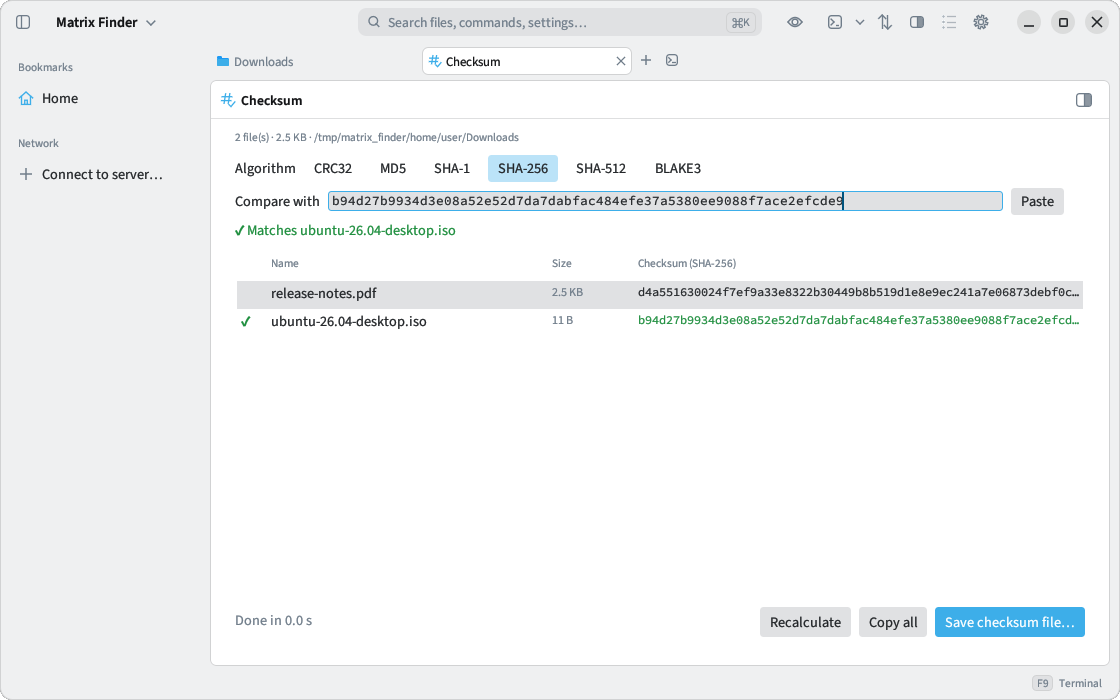 Matrix Finder
Search files, commands, settings…
⌘K
Bookmarks
Home
Network
Connect to server…
Downloads
Checksum
Checksum
2 file(s) · 2.5 KB · /tmp/matrix_finder/home/user/Downloads
Algorithm CRC32 MD5 SHA-1 SHA-256 SHA-512 BLAKE3
Compare with b94d27b9934d3e08a52e52d7da7dabfac484efe37a5380ee9088f7ace2efcde9 Paste
✓ Matches ubuntu-26.04-desktop.iso
Name Size Checksum (SHA-256)
release-notes.pdf 2.5 KB d4a551630024f7ef9a33e8322b30449b8b519d1e8e9ec241a7e06873debf0c…
✓ ubuntu-26.04-desktop.iso 11 B b94d27b9934d3e08a52e52d7da7dabfac484efe37a5380ee9088f7ace2efcd…
Done in 0.0 s
Recalculate Copy all Save checksum file…
F9 Terminal